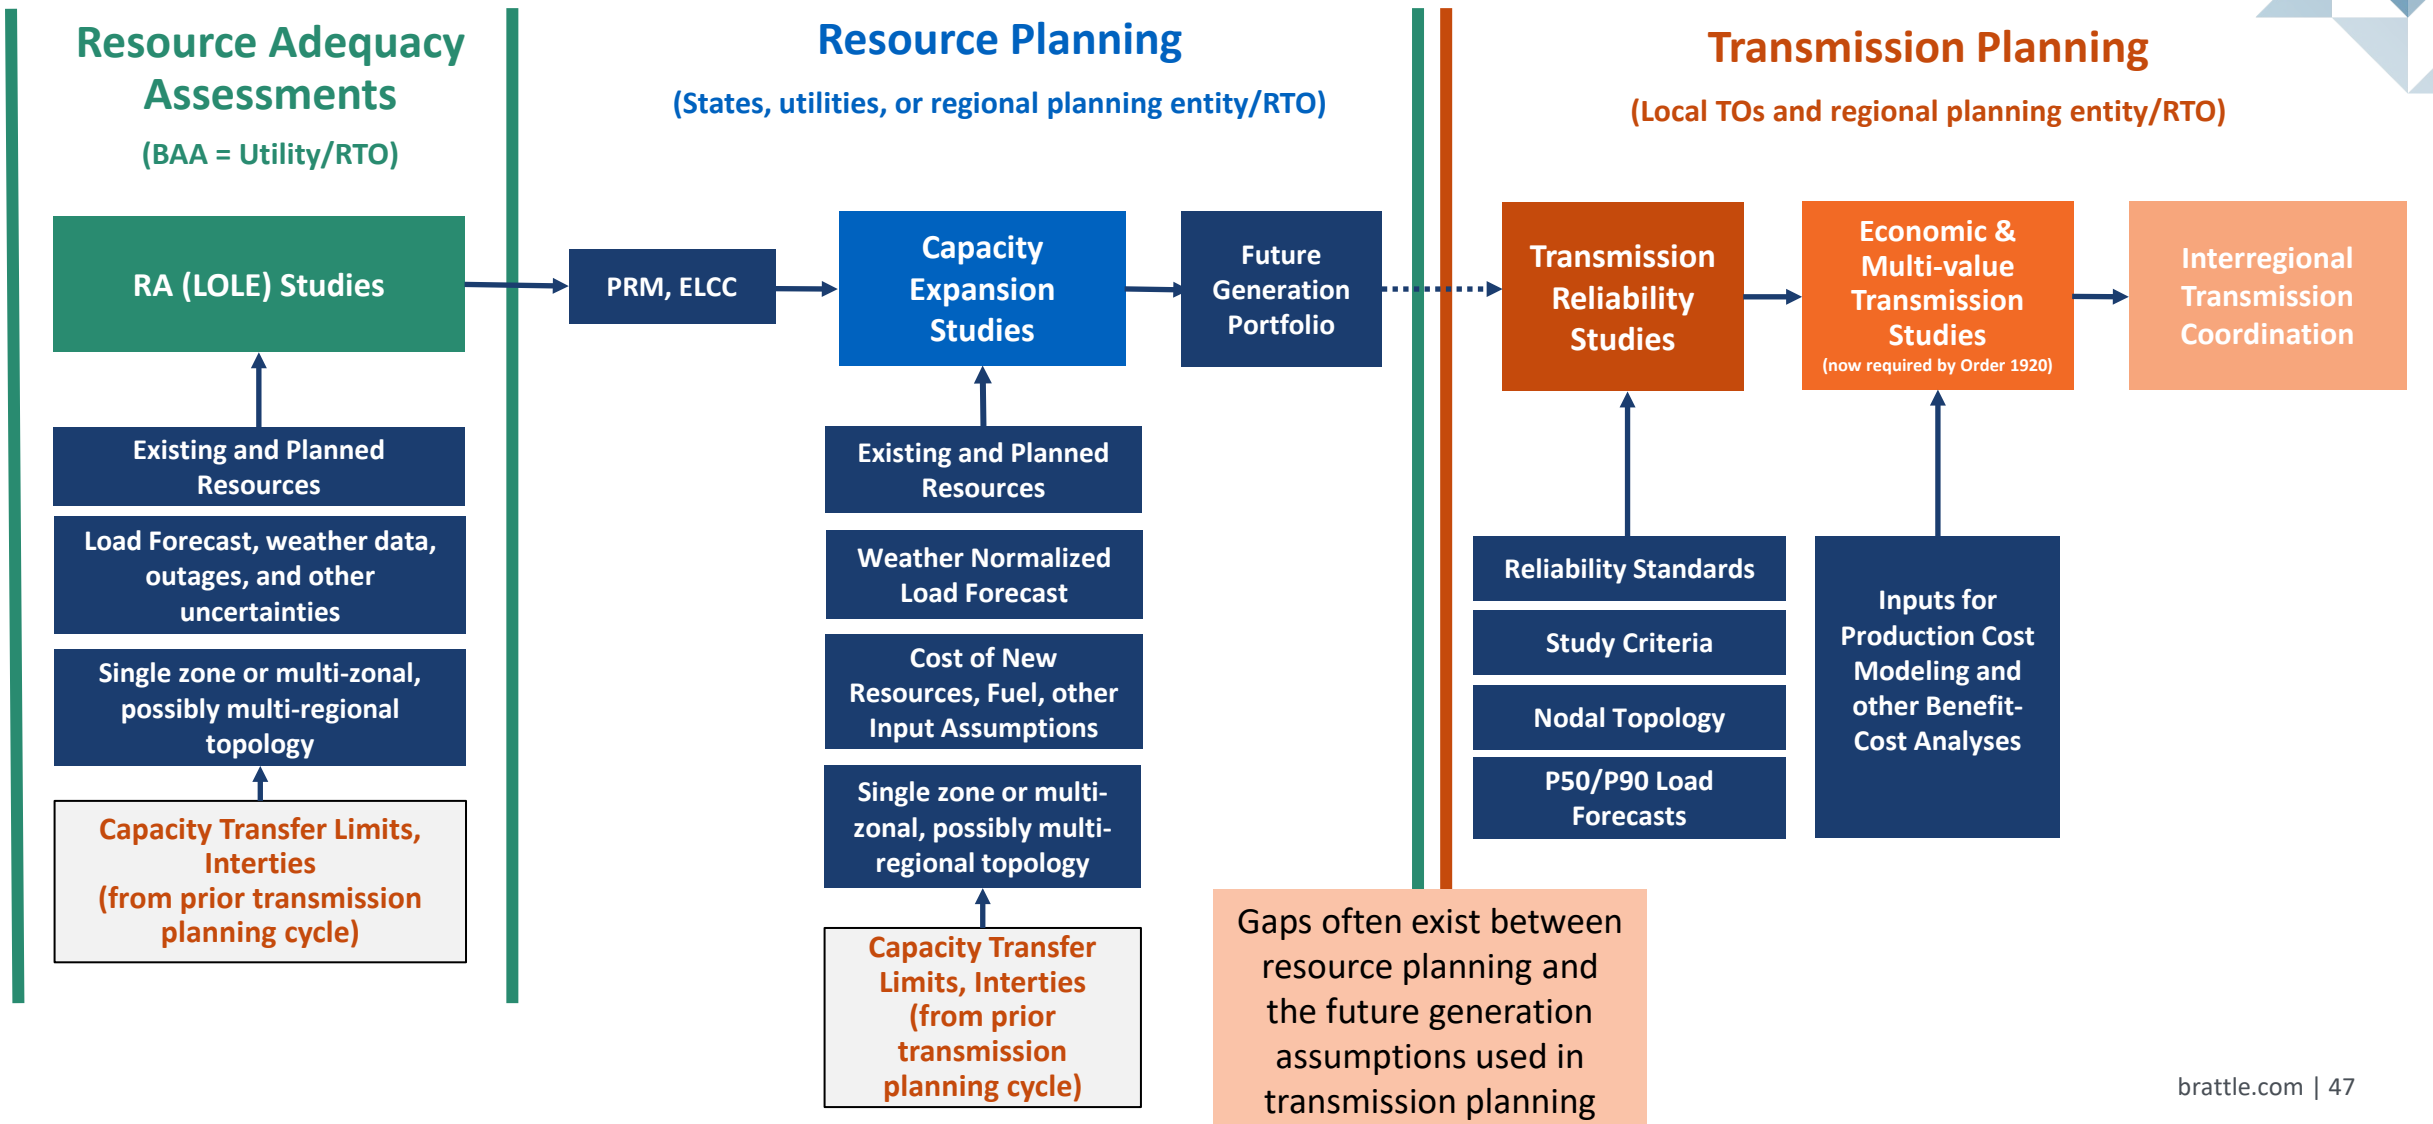 Resource Adequacy
Assessments
(BAA = Utility/RTO)
RA (LOLE) Studies
Existing and Planned
Resources
Load Forecast, weather data,
outages, and other
uncertainties
Single zone or multi-zonal,
possibly multi-regional
topology
Capacity Transfer Limits,
Interties
(from prior transmission
planning cycle)
Resource Planning
(States, utilities, or regional planning entity/RTO)
PRM, ELCC
Capacity
Expansion
Studies
Future
Generation
Portfolio
Existing and Planned
Resources
Weather Normalized
Load Forecast
Cost of New
Resources, Fuel, other
Input Assumptions
Single zone or multi-
zonal, possibly multi-
regional topology
Capacity Transfer
Limits, Interties
(from prior
transmission
planning cycle)
Transmission Planning
(Local TOs and regional planning entity/RTO)
Transmission
Reliability
Studies
Economic &
Multi-value
Transmission
Studies
(now required by Order 1920)
Interregional
Transmission
Coordination
Reliability Standards
Study Criteria
Nodal Topology
P50/P90 Load
Forecasts
Inputs for
Production Cost
Modeling and
other Benefit-
Cost Analyses
Gaps often exist between
resource planning and
the future generation
assumptions used in
transmission planning
brattle.com | 47